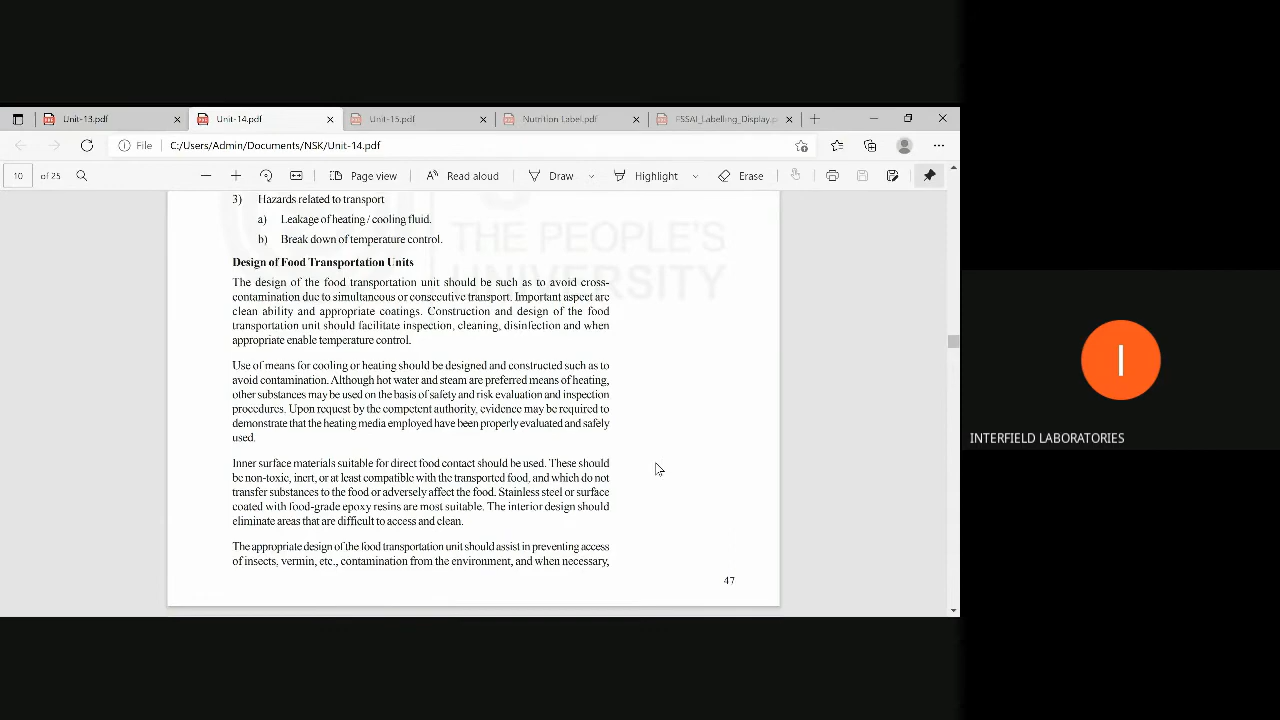 Unit-13.pdf
Unit-14.pdf
Unit-15.pdf
Nutrition Label.pdf
FSSAI_Labelling_Display.p
File C:/Users/Admin/Documents/NSK/Unit-14.pdf
10 of 25
Page view
Read aloud
Draw
Highlight
Erase
3) Hazards related to transport
a) Leakage of heating / cooling fluid.
b) Break down of temperature control.
THE PEOPLE'S
UNIVERSITY
Design of Food Transportation Units
The design of the food transportation unit should be such as to avoid cross-
contamination due to simultaneous or consecutive transport. Important aspect are
clean ability and appropriate coatings. Construction and design of the food
transportation unit should facilitate inspection, cleaning, disinfection and when
appropriate enable temperature control.
Use of means for cooling or heating should be designed and constructed such as to
avoid contamination. Although hot water and steam are preferred means of heating,
other substances may be used on the basis of safety and risk evaluation and inspection
procedures. Upon request by the competent authority, evidence may be required to
demonstrate that the heating media employed have been properly evaluated and safely
used.
Inner surface materials suitable for direct food contact should be used. These should
be non-toxic, inert, or at least compatible with the transported food, and which do not
transfer substances to the food or adversely affect the food. Stainless steel or surface
coated with food-grade epoxy resins are most suitable. The interior design should
eliminate areas that are difficult to access and clean.
The appropriate design of the food transportation unit should assist in preventing access
of insects, vermin, etc., contamination from the environment, and when necessary,
47
I
INTERFIELD LABORATORIES